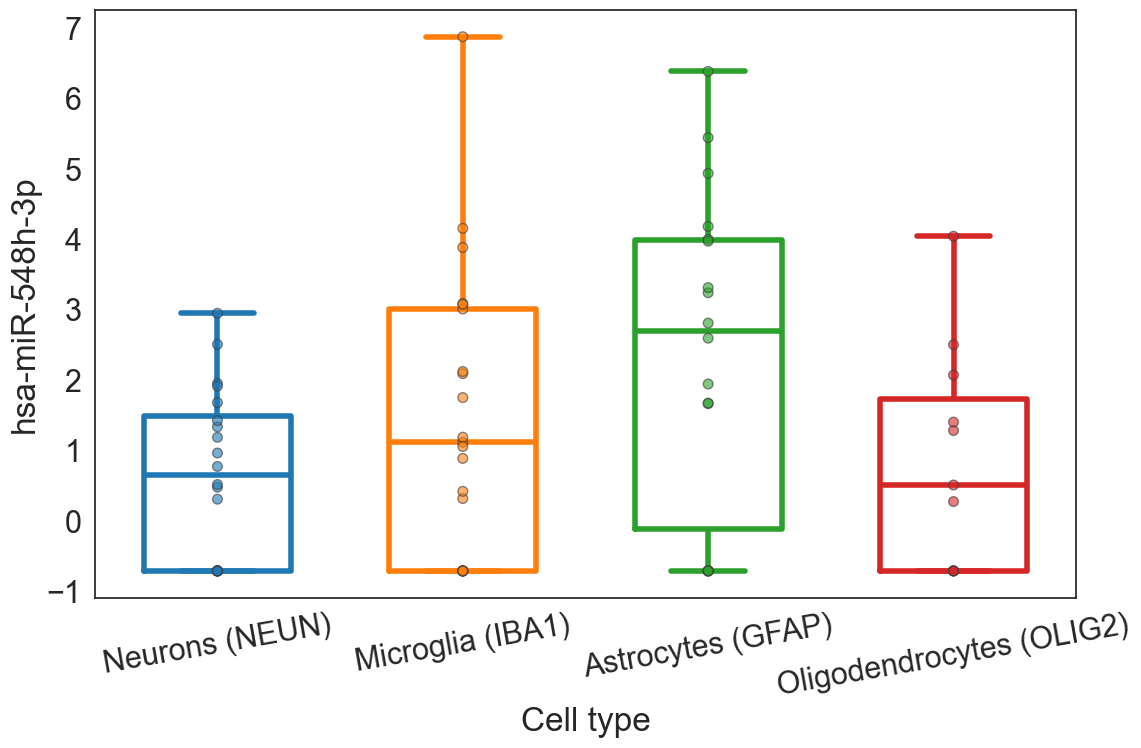 hsa-miR-548h-3p
7
6
5
4
3
2
1
0
−1
Neurons (NEUN)
Microglia (IBA1)
Astrocytes (GFAP)
Oligodendrocytes (OLIG2)
Cell type